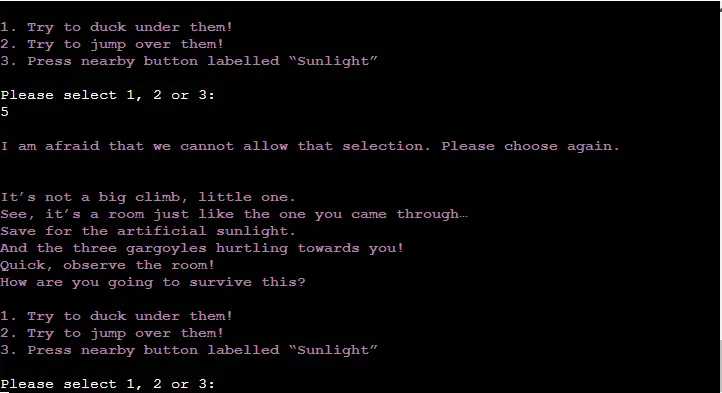 1. Try to duck under them!
2. Try to jump over them!
3. Press nearby button labelled “Sunlight”
Please select 1, 2 or 3:
5
I am afraid that we cannot allow that selection. Please choose again.
It’s not a big climb, little one.
See, it’s a room just like the one you came through…
Save for the artificial sunlight.
And the three gargoyles hurtling towards you!
Quick, observe the room!
How are you going to survive this?
1. Try to duck under them!
2. Try to jump over them!
3. Press nearby button labelled “Sunlight”
Please select 1, 2 or 3: